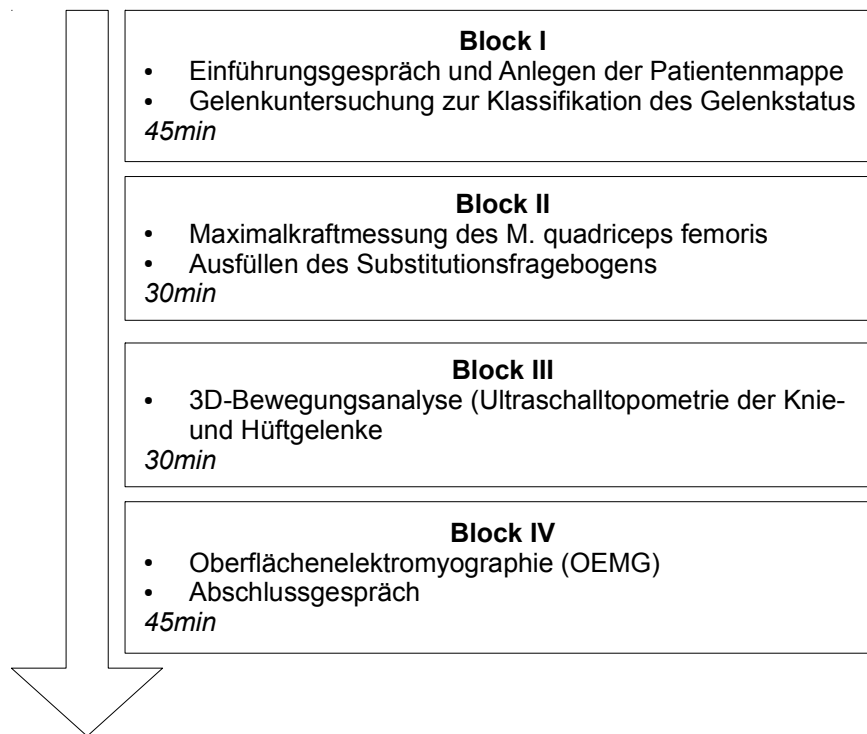 Block I
• Einführungsgespräch und Anlegen der Patientenmappe
• Gelenkuntersuchung zur Klassifikation des Gelenkstatus
45min
Block II
• Maximalkraftmessung des M. quadriceps femoris
• Ausfüllen des Substitutionsfragebogens
30min
Block III
• 3D-Bewegungsanalyse (Ultraschalltopometrie der Knie-
und Hüftgelenke
30min
Block IV
• Oberflächenelektromyographie (OEMG)
• Abschlussgespräch
45min